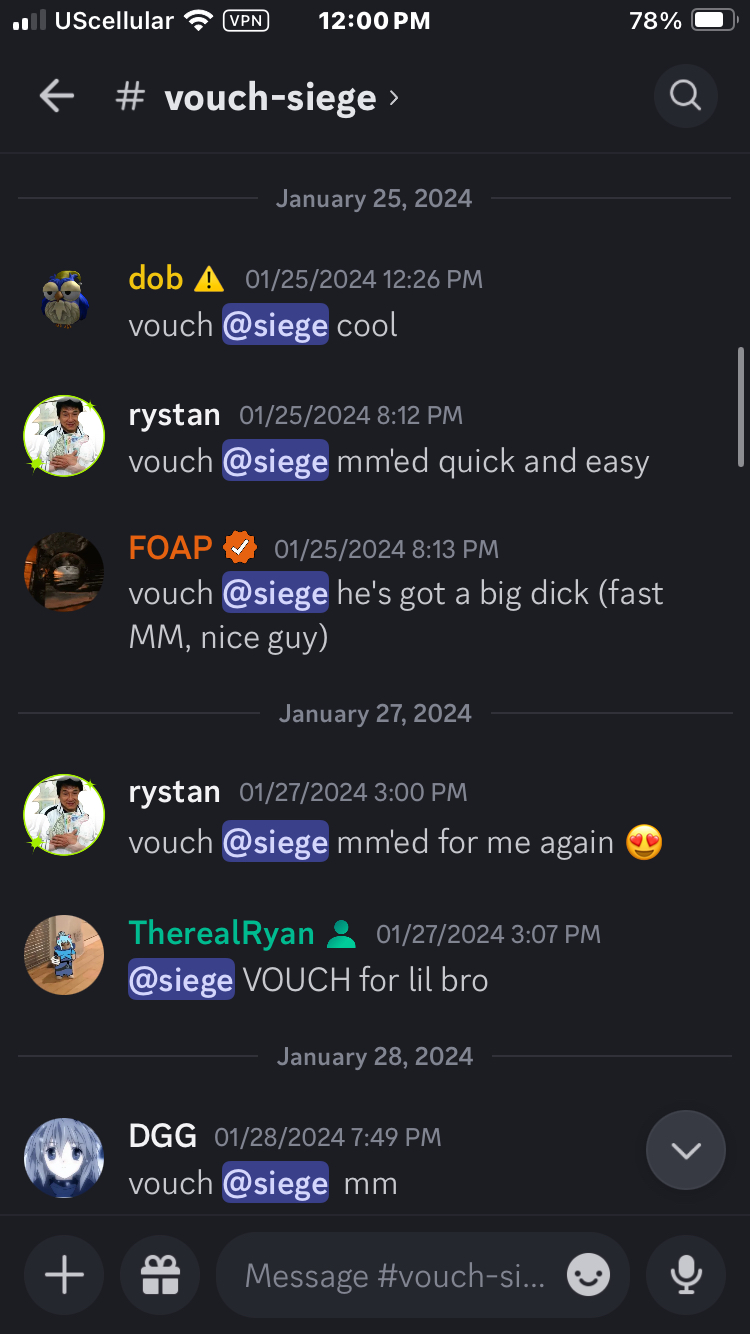 UScellular VPN 12:00 PM 78%
# vouch-siege
January 25, 2024
dob 01/25/2024 12:26 PM
vouch @siege cool
rystan 01/25/2024 8:12 PM
vouch @siege mm'ed quick and easy
FOAP 01/25/2024 8:13 PM
vouch @siege he's got a big dick (fast
MM, nice guy)
January 27, 2024
rystan 01/27/2024 3:00 PM
vouch @siege mm'ed for me again 😍
TherealRyan 01/27/2024 3:07 PM
@siege VOUCH for lil bro
January 28, 2024
DGG 01/28/2024 7:49 PM
vouch @siege mm
Message #vouch-si...